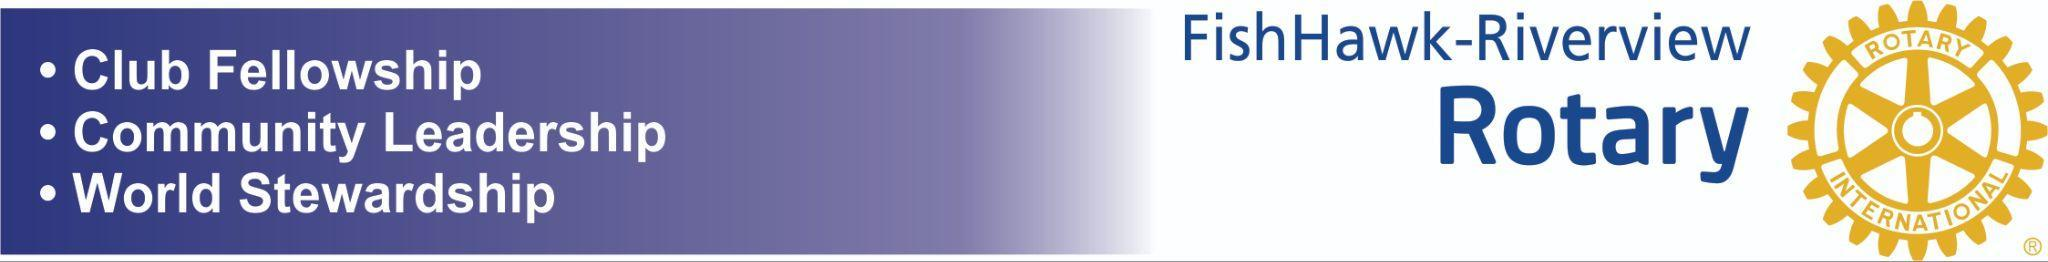 • Club Fellowship
• Community Leadership
• World Stewardship
FishHawk-Riverview
Rotary
ROTARY
INTERNATIONAL
®